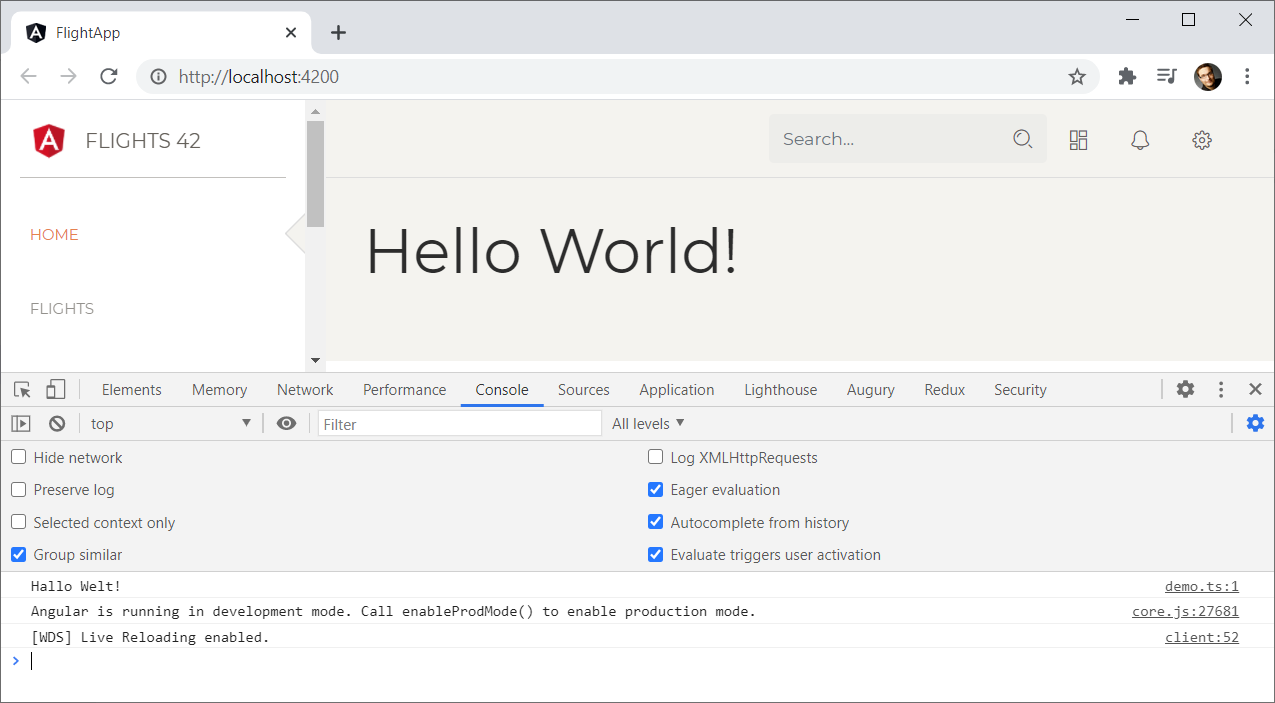 FlightApp
http://localhost:4200
FLIGHTS 42
Search...
HOME
Hello World!
FLIGHTS
Elements Memory Network Performance Console Sources Application Lighthouse Augury Redux Security
top Filter All levels
Hide network Log XMLHttpRequests
Preserve log Eager evaluation
Selected context only Autocomplete from history
Group similar Evaluate triggers user activation
Hallo Welt! demo.ts:1
Angular is running in development mode. Call enableProdMode() to enable production mode. core.js:27681
[WDS] Live Reloading enabled. client:52